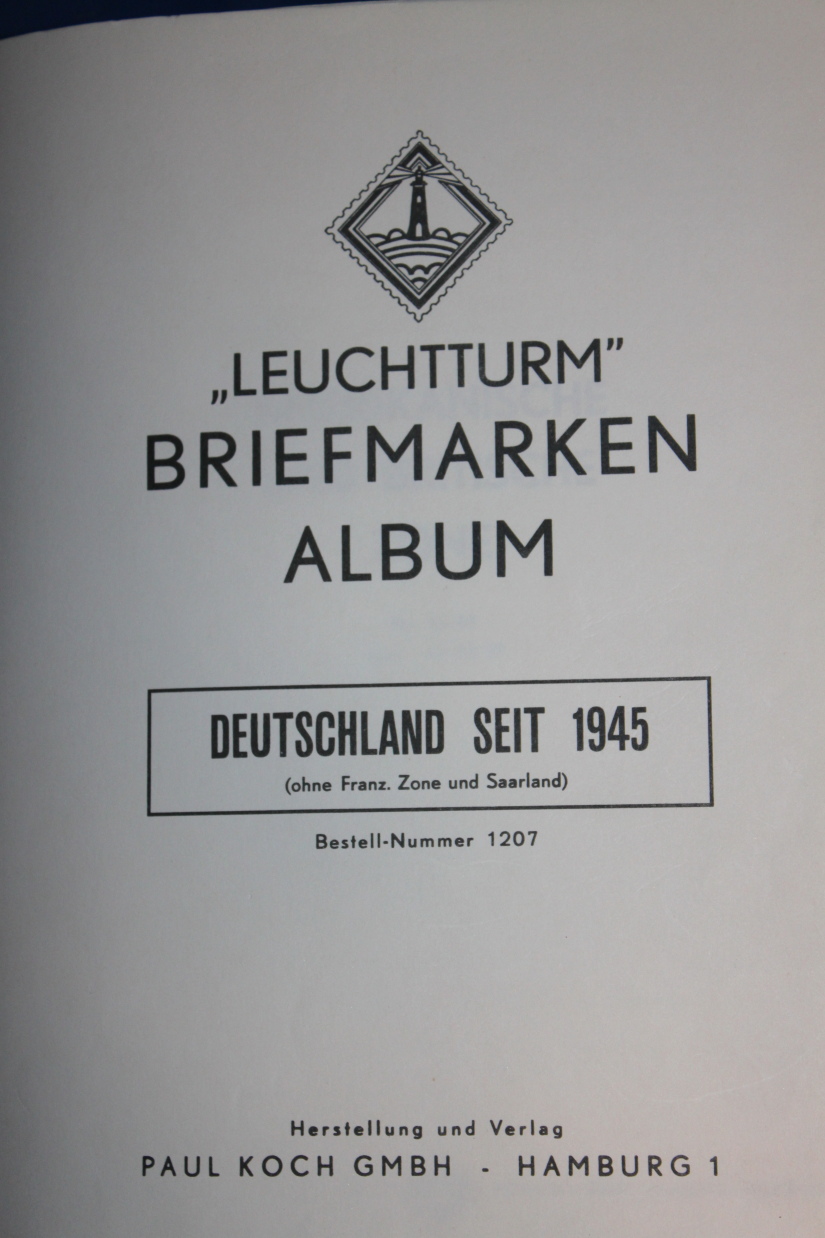 „LEUCHTTURM”
BRIEFMARKEN
ALBUM
DEUTSCHLAND SEIT 1945
(ohne Franz. Zone und Saarland)
Bestell-Nummer 1207
Herstellung und Verlag
PAUL KOCH GMBH - HAMBURG 1